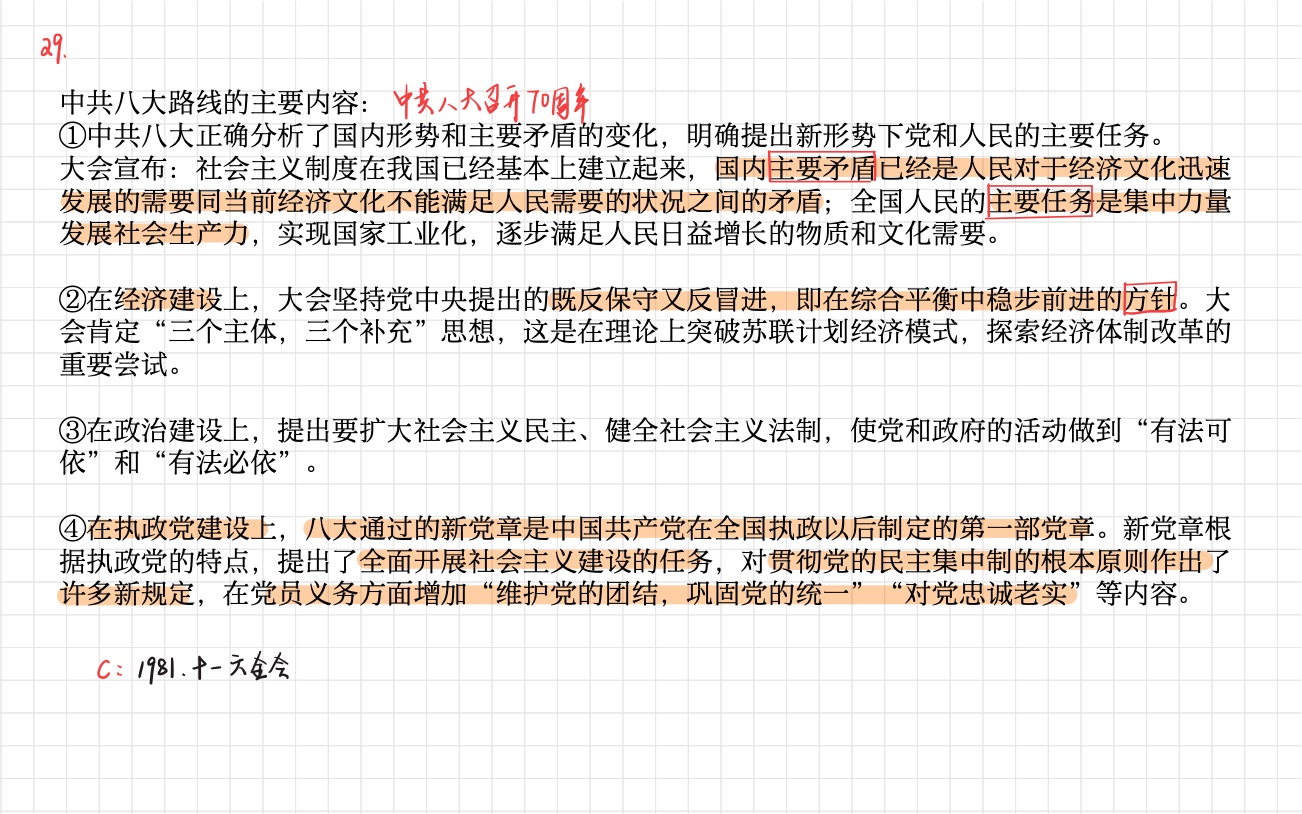 29.
中共八大路线的主要内容： 中共八大召开70周年
①中共八大正确分析了国内形势和主要矛盾的变化，明确提出新形势下党和人民的主要任务。
大会宣布：社会主义制度在我国已经基本上建立起来，国内主要矛盾已经是人民对于经济文化迅速
发展的需要同当前经济文化不能满足人民需要的状况之间的矛盾；全国人民的主要任务是集中力量
发展社会生产力，实现国家工业化，逐步满足人民日益增长的物质和文化需要。
②在经济建设上，大会坚持党中央提出的既反保守又反冒进，即在综合平衡中稳步前进的方针。大
会肯定“三个主体，三个补充”思想，这是在理论上突破苏联计划经济模式，探索经济体制改革的
重要尝试。
③在政治建设上，提出要扩大社会主义民主、健全社会主义法制，使党和政府的活动做到“有法可
依”和“有法必依”。
④在执政党建设上，八大通过的新党章是中国共产党在全国执政以后制定的第一部党章。新党章根
据执政党的特点，提出了全面开展社会主义建设的任务，对贯彻党的民主集中制的根本原则作出了
许多新规定，在党员义务方面增加“维护党的团结，巩固党的统一”“对党忠诚老实”等内容。
C：1981.十一六全会